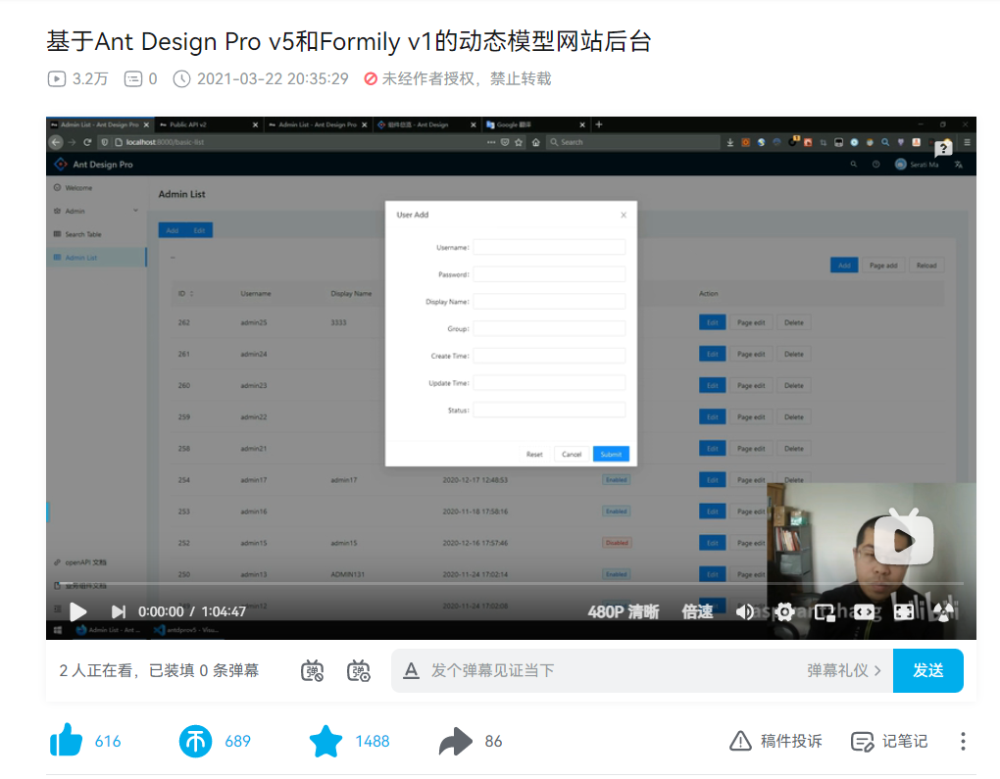 基于Ant Design Pro v5和Formily v1的动态模型网站后台
3.2万 0 2021-03-22 20:35:29 未经作者授权，禁止转载
Admin List - Ant Design Pro Public API v2 Admin List - Ant Design Pro 组件总览 - Ant Design Google 翻译
localhost:8000/basic-list Search
Ant Design Pro Serati Ma
Welcome
Admin
Search Table
Admin List
openAPI 文档
业务组件文档
Admin List
Add Edit
Add Page add Reload
ID Username Display Name Action
262 admin25 3333 Edit Page edit Delete
261 admin24 Edit Page edit Delete
260 admin23 Edit Page edit Delete
259 admin22 Edit Page edit Delete
258 admin21 Edit Page edit Delete
254 admin17 admin17 2020-12-17 12:48:53 Enabled Edit Page edit Delete
253 admin16 2020-11-18 17:58:16 Enabled Edit Page edit
252 admin15 admin15 2020-12-16 17:57:46 Disabled Edit Page edit
250 admin13 ADMIN131 2020-11-24 17:02:14 Enabled Edit Page edit
2020-11-24 17:02:08
User Add
Username:
Password:
Display Name:
Group:
Create Time:
Update Time:
Status:
Reset Cancel Submit
0:00:00 / 1:04:47 480P 清晰 倍速
bilibili
Admin List - Ant ... antdprov5 - Visu...
2 人正在看，已装填 0 条弹幕 发个弹幕见证当下 弹幕礼仪 发送
616 689 1488 86 稿件投诉 记笔记